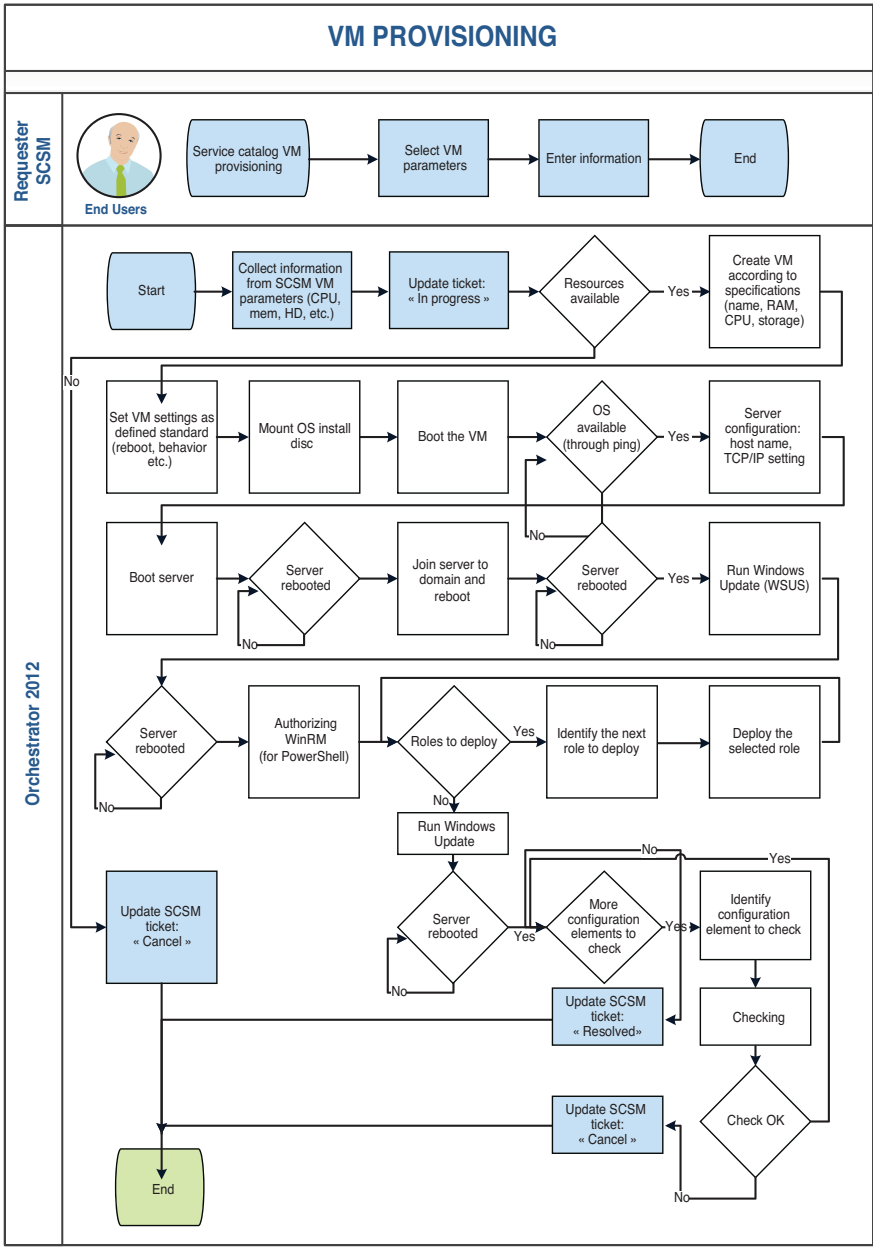 VM PROVISIONING
Requester
SCSM
End Users
Service catalog VM
provisioning
Select VM
parameters
Enter information
End
Orchestrator 2012
Start
Collect information
from SCSM VM
parameters (CPU,
mem, HD, etc.)
Update ticket:
« In progress »
Resources
available
Yes
Create VM
according to
specifications
(name, RAM,
CPU, storage)
No
Set VM settings as
defined standard
(reboot, behavior
etc.)
Mount OS install
disc
Boot the VM
OS
available
(through ping)
Yes
Server
configuration:
host name,
TCP/IP setting
No
Boot server
Server
rebooted
No
Join server to
domain and
reboot
Server
rebooted
No
Yes
Run Windows
Update (WSUS)
Server
rebooted
No
Authorizing
WinRM
(for PowerShell)
Roles to deploy
Yes
Identify the next
role to deploy
Deploy the
selected role
No
Run Windows
Update
Server
rebooted
No
Yes
More
configuration
elements to
check
No
Yes
Yes
Identify
configuration
element to check
Update SCSM
ticket:
« Cancel »
Update SCSM
ticket:
« Resolved»
Checking
Check OK
Update SCSM
ticket:
« Cancel »
No
End